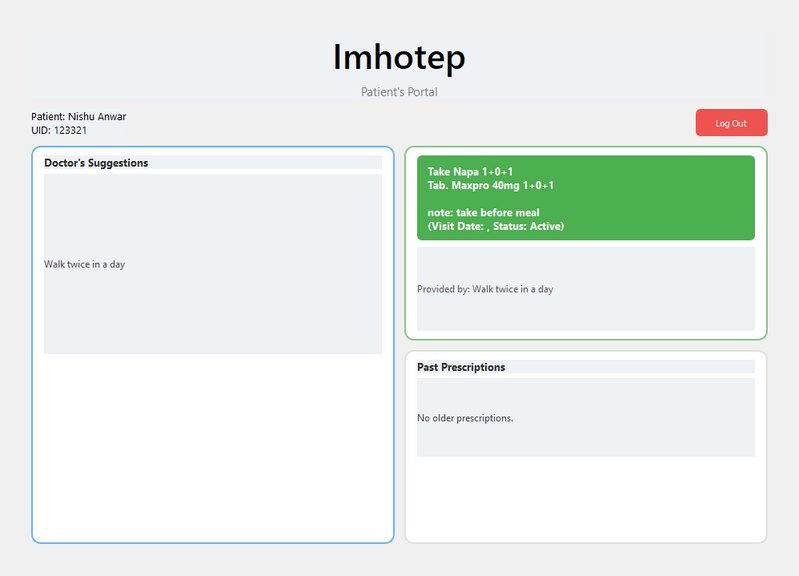 Imhotep
Patient's Portal
Patient: Nishu Anwar
UID: 123321
Log Out
Doctor's Suggestions
Walk twice in a day
Take Napa 1+0+1
Tab. Maxpro 40mg 1+0+1
note: take before meal
(Visit Date: , Status: Active)
Provided by: Walk twice in a day
Past Prescriptions
No older prescriptions.